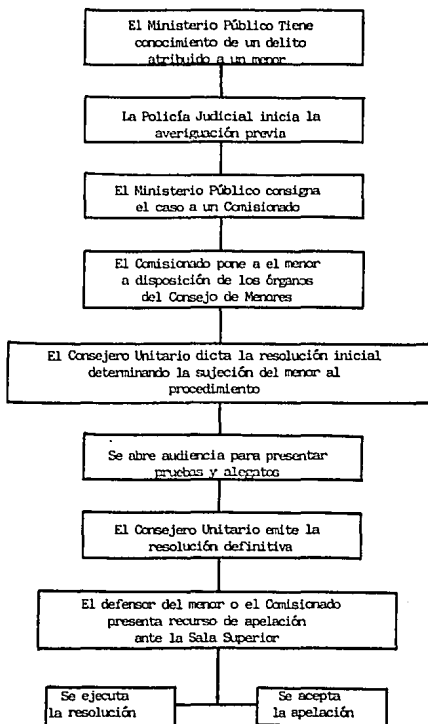 El Ministerio Público Tiene
conocimiento de un delito
atribuido a un menor
La Policía Judicial inicia la
averiguación previa
El Ministerio Público consigna
el caso a un Comisionado
El Comisionado pone a el menor
a disposición de los órganos
del Consejo de Menores
El Consejero Unitario dicta la resolución inicial
determinando la sujeción del menor al
procedimiento
Se abre audiencia para presentar
pruebas y alegatos
El Consejero Unitario emite la
resolución definitiva
El defensor del menor o el Comisionado
presenta recurso de apelación
ante la Sala Superior
Se ejecuta
la resolución
Se acepta
la apelación